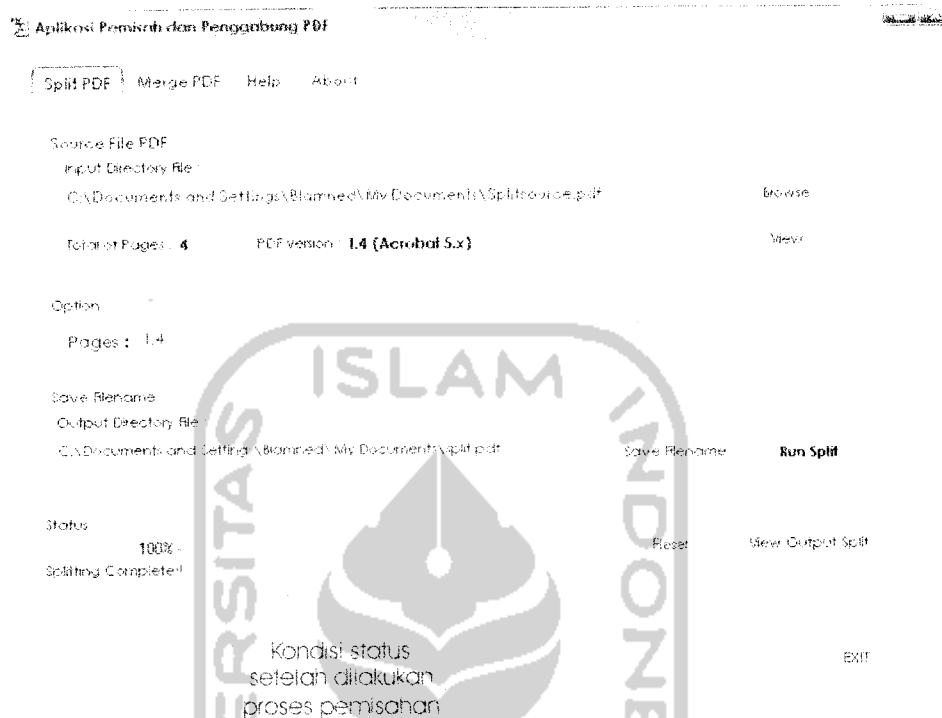 Aplikasi Pemisah dan Penggabung PDF
Split PDF Merge PDF Help About
Source File PDF
Input Directory File :
C:\Documents and Settings\Blamned\My Documents\Splitsource.pdf Browse
Total of Pages : 4 PDF version : 1.4 (Acrobat 5.x) View
Option
Pages : 1,4
Save Filename
Output Directory File :
C:\Documents and Settings\Blamned\My Documents\split.pdf Save Filename Run Split
Status
100% Reset View Output Split
Splitting Completed!
EXIT
Kondisi status
setelah dilakukan
proses pemisahan
ISLAM
ERSITAS
INDONE